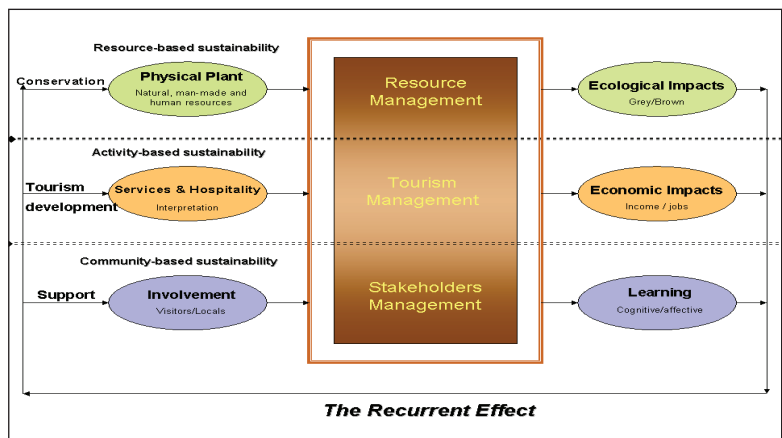 Resource-based sustainability
Conservation
Physical Plant
Natural, man-made and
human resources
Resource
Management
Ecological Impacts
Grey/Brown
Activity-based sustainability
Tourism
development
Services & Hospitality
Interpretation
Tourism
Management
Economic Impacts
Income / jobs
Community-based sustainability
Support
Involvement
Visitors/Locals
Stakeholders
Management
Learning
Cognitive/affective
The Recurrent Effect